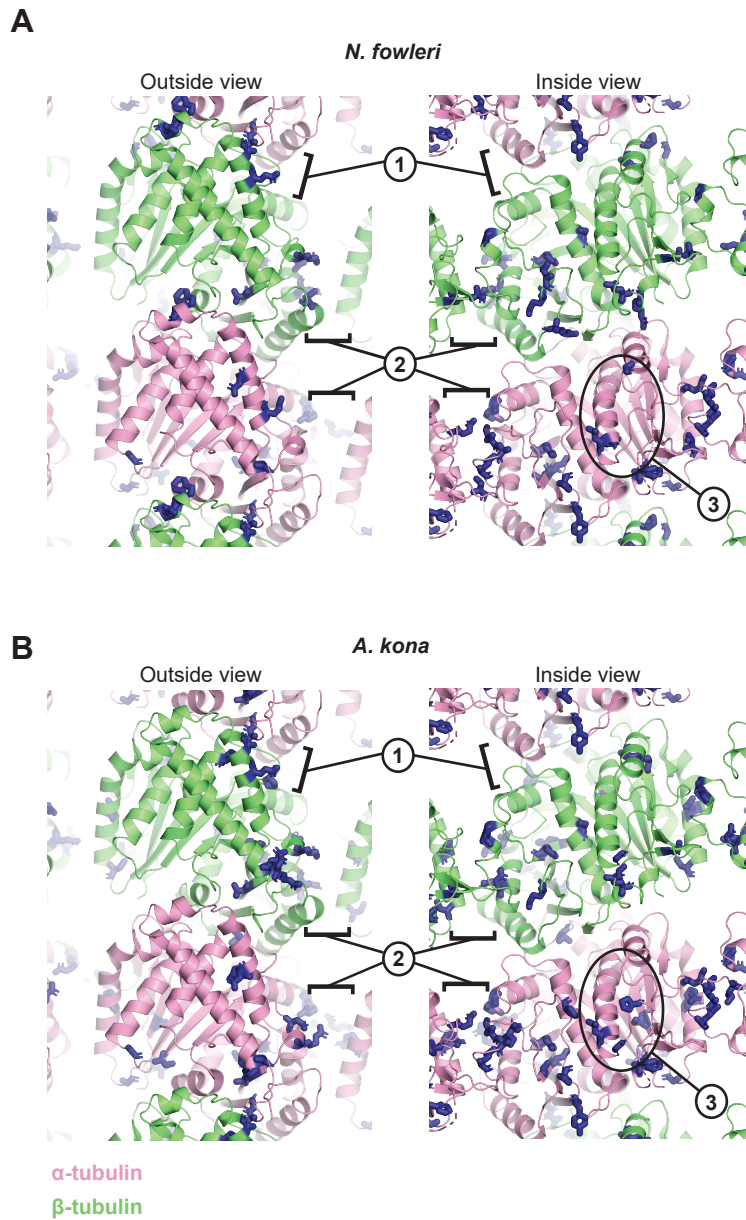 A
N. fowleri
Outside view
Inside view
1
2
3
B
A. kona
Outside view
Inside view
1
2
3
α-tubulin
β-tubulin